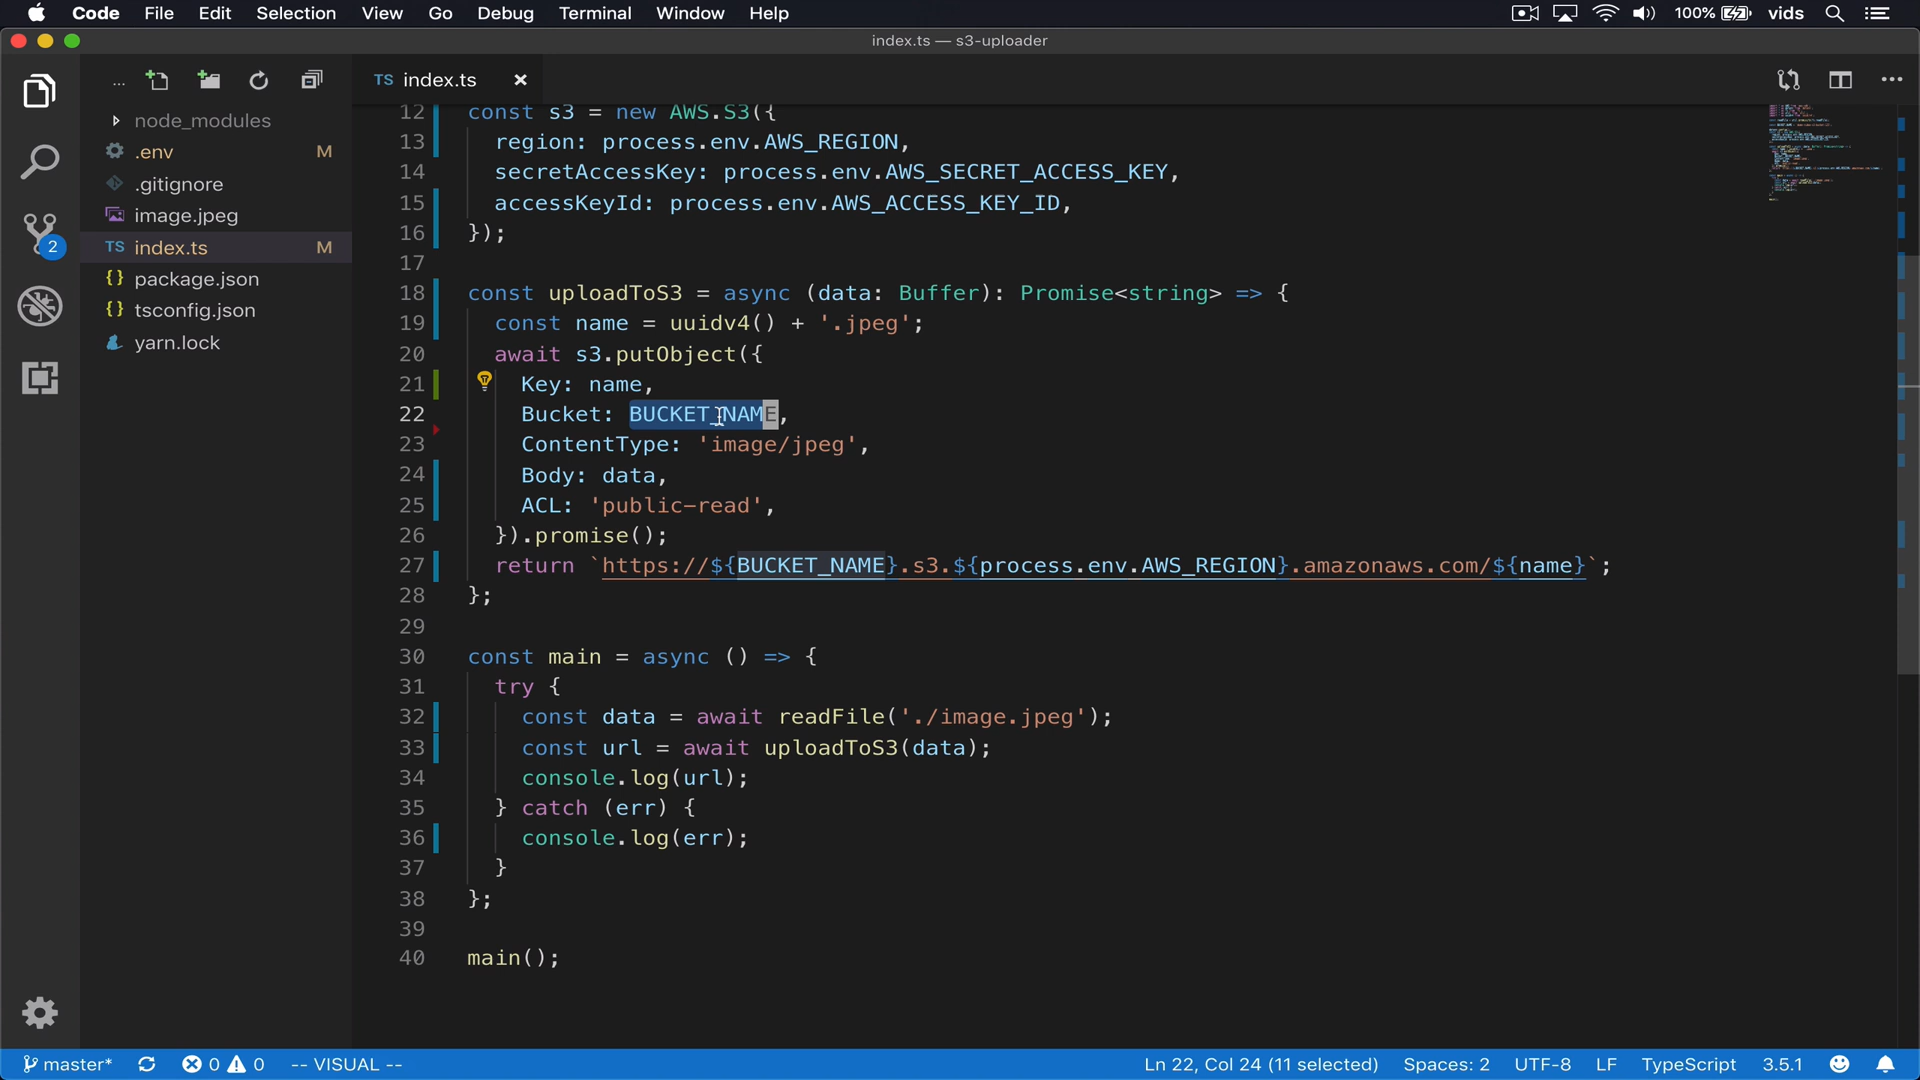 Code File Edit Selection View Go Debug Terminal Window Help 100% vids
index.ts — s3-uploader
... TS index.ts
node_modules
.env M
.gitignore
image.jpeg
TS index.ts M
package.json
tsconfig.json
yarn.lock
2
12 const s3 = new AWS.S3({
13 region: process.env.AWS_REGION,
14 secretAccessKey: process.env.AWS_SECRET_ACCESS_KEY,
15 accessKeyId: process.env.AWS_ACCESS_KEY_ID,
16 });
17
18 const uploadToS3 = async (data: Buffer): Promise<string> => {
19 const name = uuidv4() + '.jpeg';
20 await s3.putObject({
21 Key: name,
22 Bucket: BUCKET_NAME,
23 ContentType: 'image/jpeg',
24 Body: data,
25 ACL: 'public-read',
26 }).promise();
27 return `https://${BUCKET_NAME}.s3.${process.env.AWS_REGION}.amazonaws.com/${name}`;
28 };
29
30 const main = async () => {
31 try {
32 const data = await readFile('./image.jpeg');
33 const url = await uploadToS3(data);
34 console.log(url);
35 } catch (err) {
36 console.log(err);
37 }
38 };
39
40 main();
master* 0 0 -- VISUAL -- Ln 22, Col 24 (11 selected) Spaces: 2 UTF-8 LF TypeScript 3.5.1